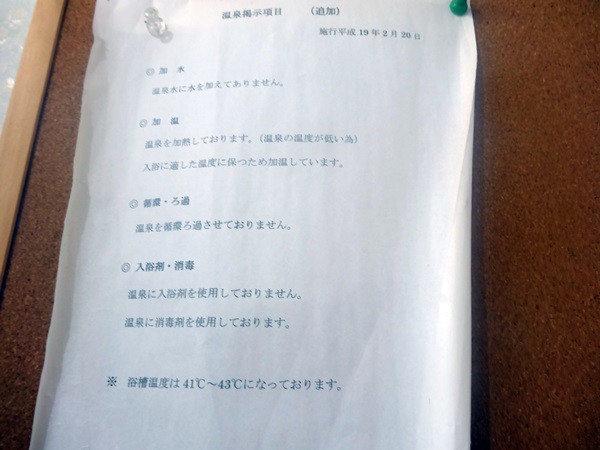 温泉掲示項目 （追加）
施行平成19年2月20日
◎ 加 水
温泉水に水を加えてありません。
◎ 加 温
温泉を加熱しております。（温泉の温度が低い為）
入浴に適した温度に保つため加温しています。
◎ 循環・ろ過
温泉を循環ろ過させておりません。
◎ 入浴剤・消毒
温泉に入浴剤を使用しておりません。
温泉に消毒剤を使用しております。
※ 浴槽温度は41℃～43℃になっております。